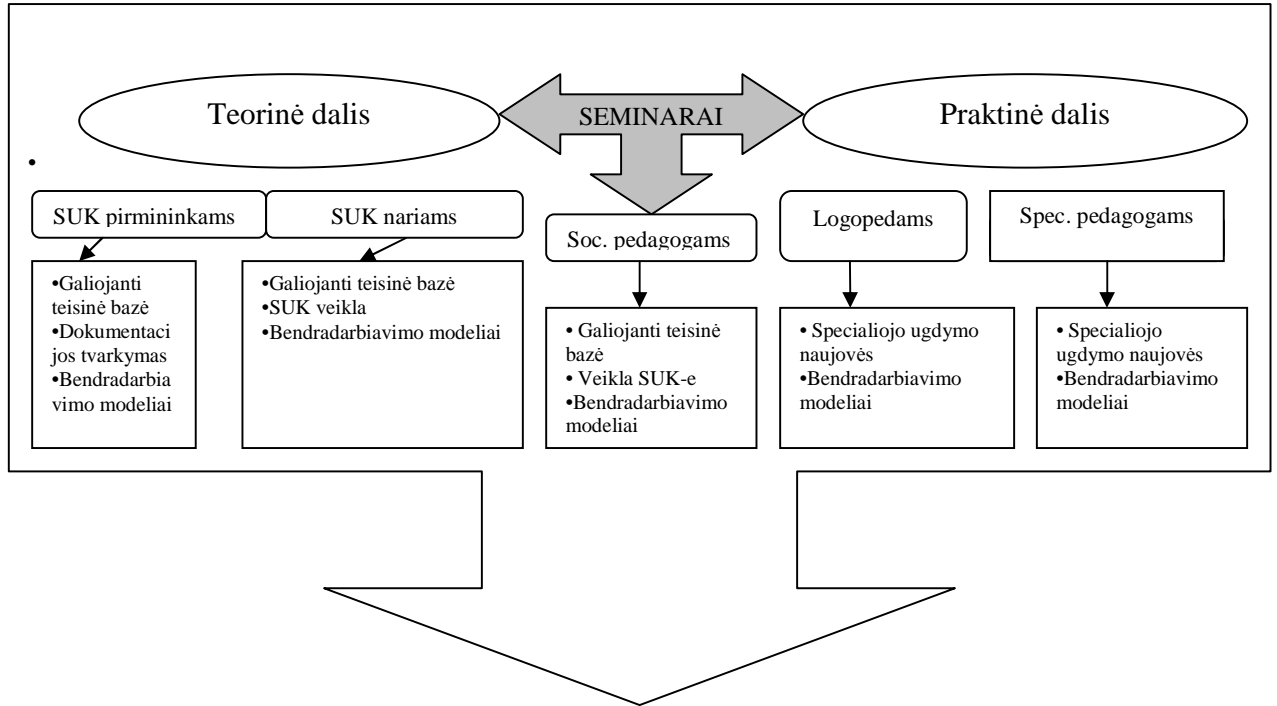 Teorinė dalis
SEMINARAI
Praktinė dalis
•
SUK pirmininkams
SUK nariams
Soc. pedagogams
Logopedams
Spec. pedagogams
•Galiojanti
teisinė bazė
•Dokumentaci
jos tvarkymas
•Bendradarbia
vimo modeliai
•Galiojanti teisinė bazė
•SUK veikla
•Bendradarbiavimo modeliai
• Galiojanti teisinė
bazė
• Veikla SUK-e
•Bendradarbiavimo
modeliai
• Specialiojo ugdymo
naujovės
•Bendradarbiavimo
modeliai
• Specialiojo
ugdymo naujovės
•Bendradarbiavimo
modeliai